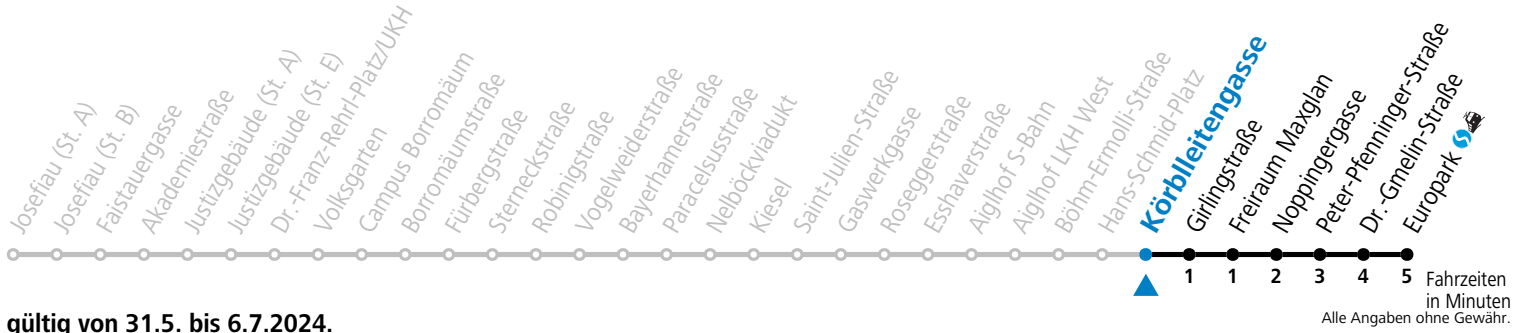 Josefiau (St. A)
Josefiau (St. B)
Faistauergasse
Akademiestraße
Justizgebäude (St. A)
Justizgebäude (St. E)
Dr.-Franz-Rehrl-Platz/UKH
Volksgarten
Campus Borromäum
Borromäumstraße
Fürbergstraße
Sterneckstraße
Robinigstraße
Vogelweiderstraße
Bayerhamerstraße
Paracelsusstraße
Nelböckviadukt
Kiesel
Saint-Julien-Straße
Gaswerkgasse
Roseggerstraße
Esshaverstraße
Aiglhof S-Bahn
Aiglhof LKH West
Böhm-Ermolli-Straße
Hans-Schmid-Platz
Körblleitengasse
Girlingstraße
Freiraum Maxglan
Noppingergasse
Peter-Pfenninger-Straße
Dr.-Gmelin-Straße
Europark
1 1 2 3 4 5 Fahrzeiten
in Minuten
Alle Angaben ohne Gewähr.
gültig von 31.5. bis 6.7.2024.